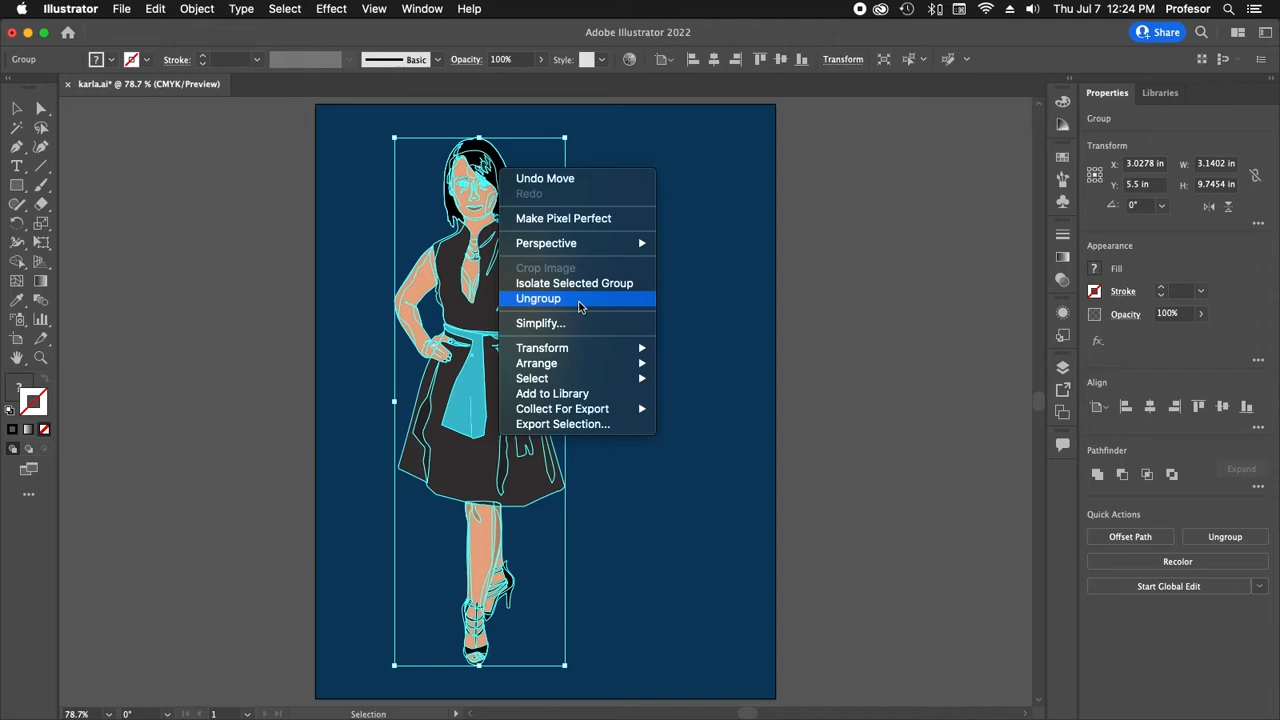 Illustrator File Edit Object Type Select Effect View Window Help Thu Jul 7 12:24 PM Profesor
Adobe Illustrator 2022
Share
Group ? Stroke: Basic Opacity: 100% Style: Transform
× karla.ai* @ 78.7 % (CMYK/Preview)
Properties Libraries
Group
Transform
X: 3.0278 in W: 3.1402 in
Y: 5.5 in H: 9.7454 in
0°
Appearance
? Fill
Stroke
Opacity 100%
fx.
Align
Pathfinder
Expand
Quick Actions
Offset Path Ungroup
Recolor
Start Global Edit
Undo Move
Redo
Make Pixel Perfect
Perspective
Crop Image
Isolate Selected Group
Ungroup
Simplify...
Transform
Arrange
Select
Add to Library
Collect For Export
Export Selection...
?
78.7% 0° 1 Selection